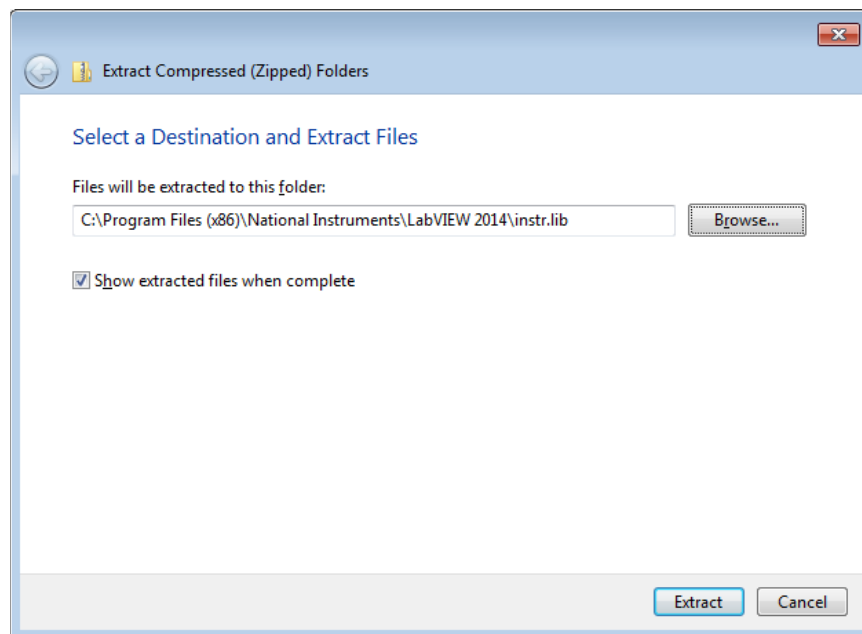 Extract Compressed (Zipped) Folders
Select a Destination and Extract Files
Files will be extracted to this folder:
C:\Program Files (x86)\National Instruments\LabVIEW 2014\instr.lib
Browse...
Show extracted files when complete
Extract
Cancel